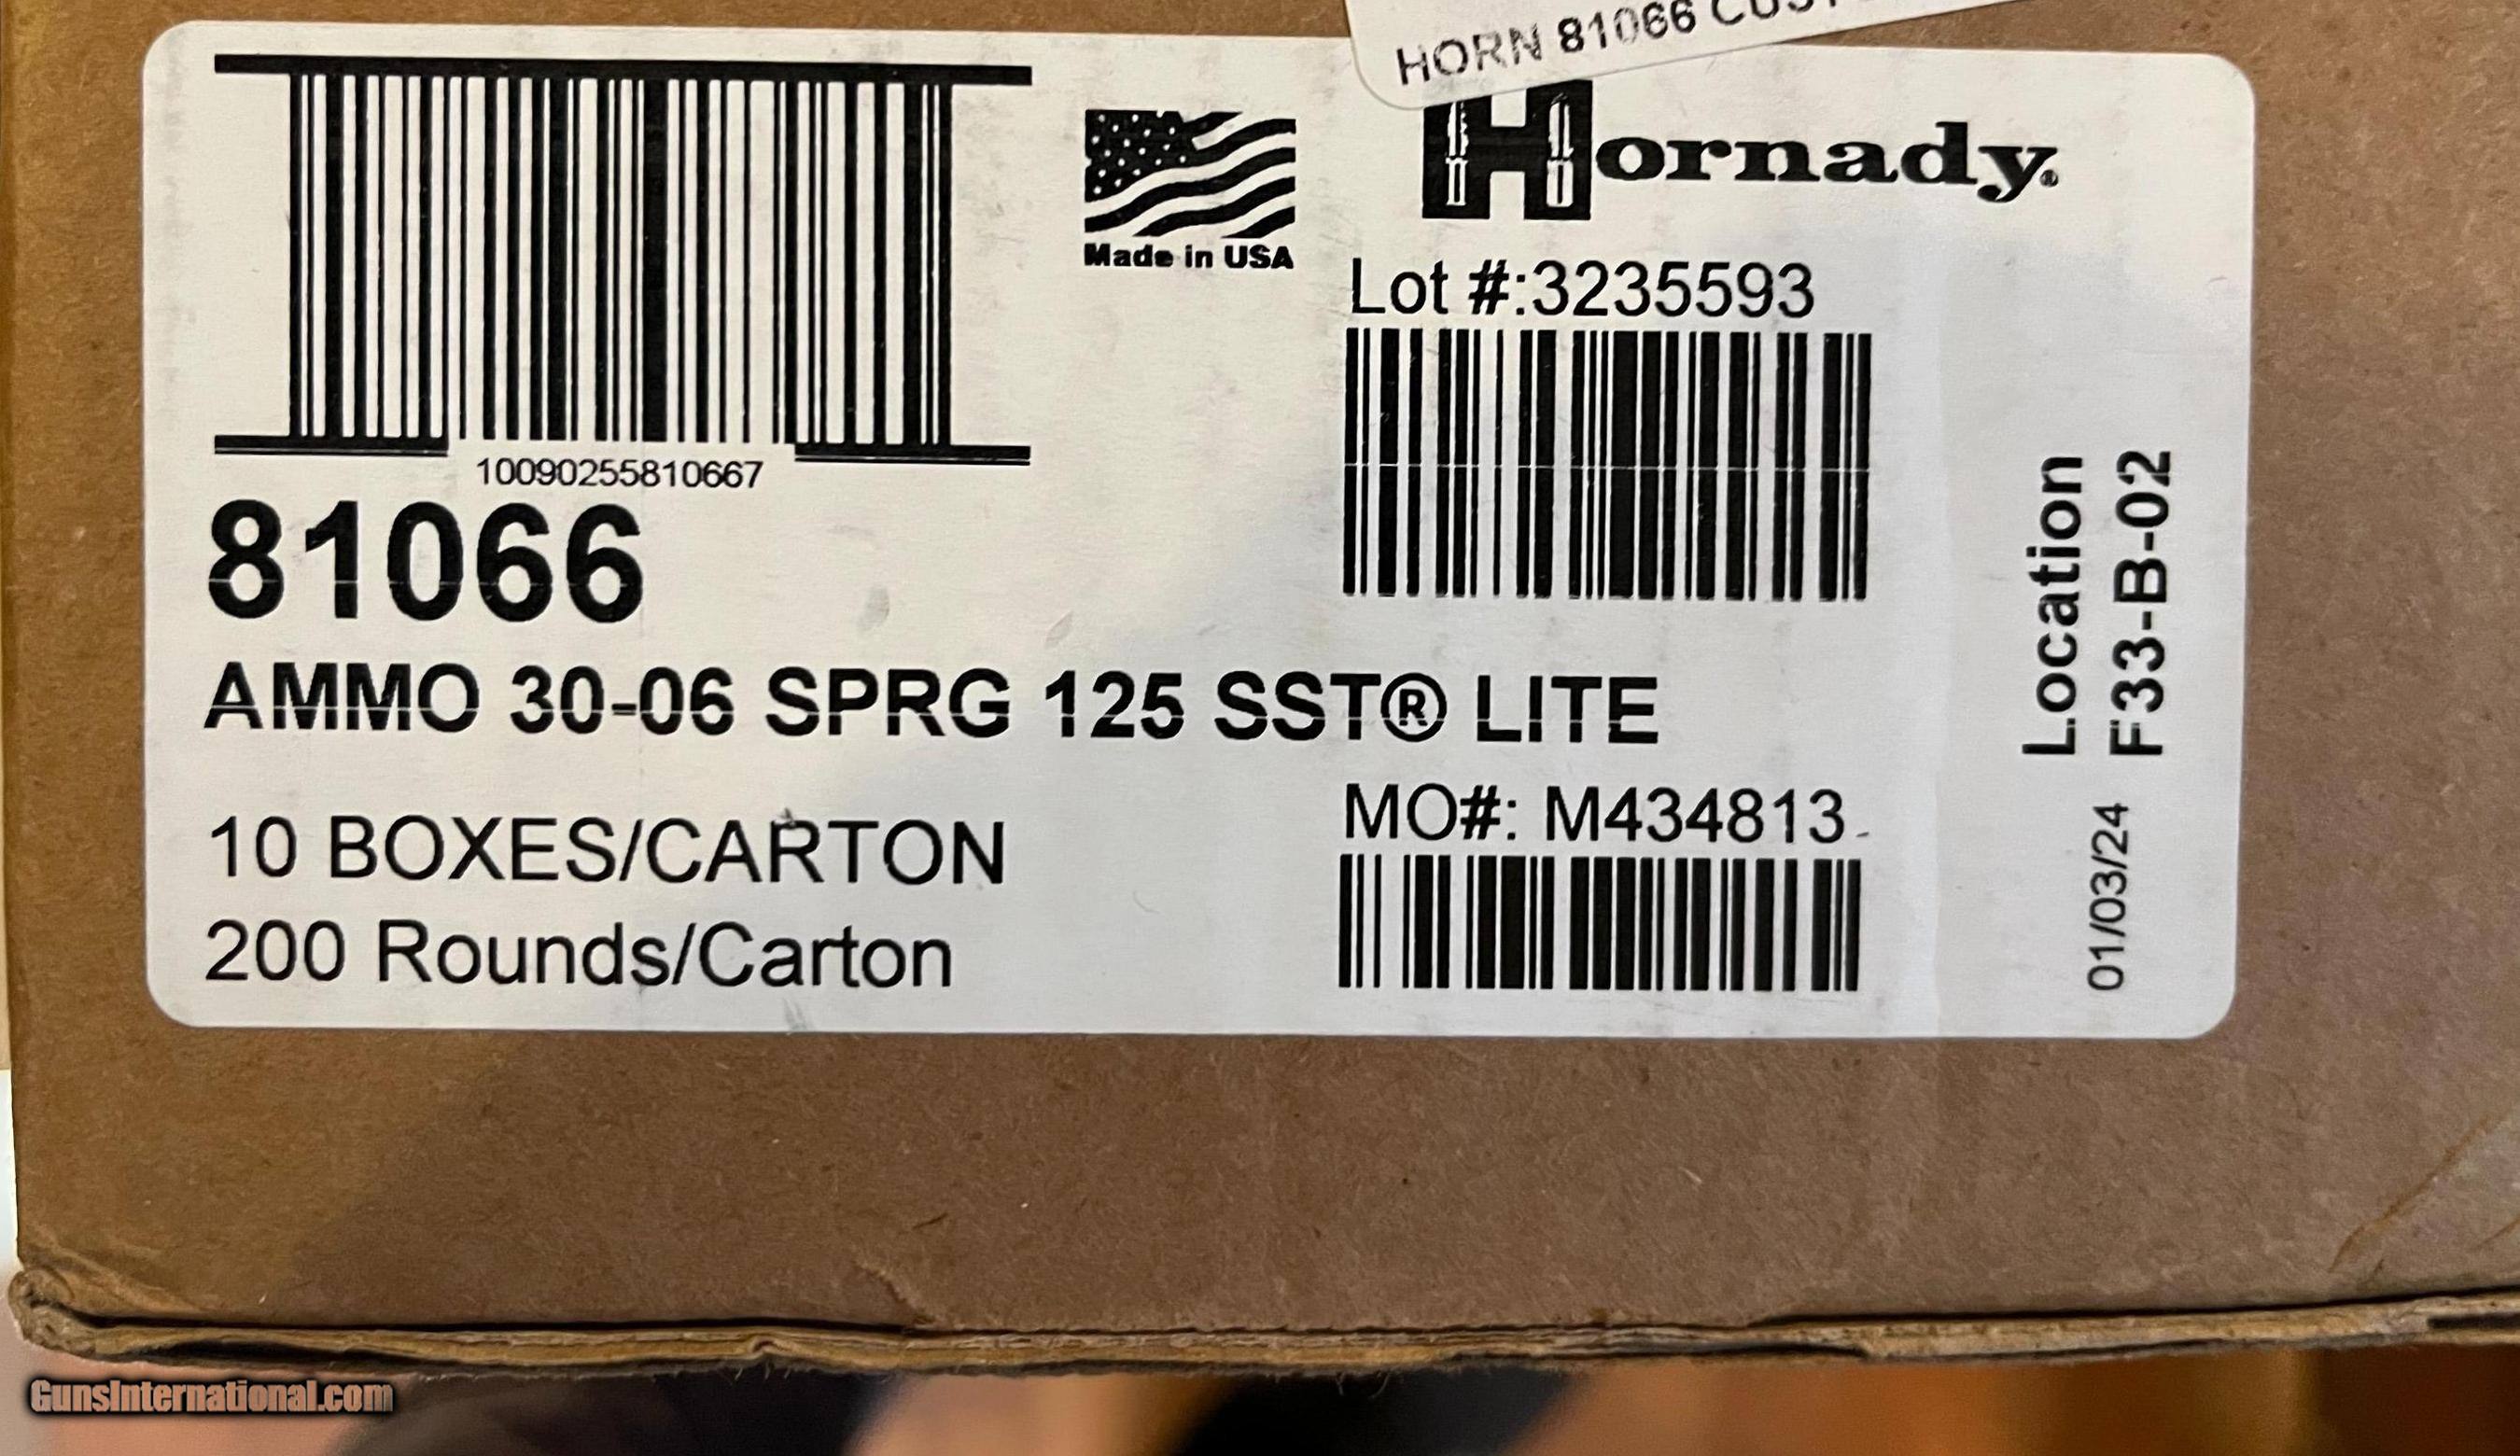 HORN 81066
Hornady®
Made in USA
Lot #:3235593
10090255810667
81066
AMMO 30-06 SPRG 125 SST® LITE
10 BOXES/CARTON
200 Rounds/Carton
MO#: M434813
Location
F33-B-02
01/03/24
GunsInternational.com